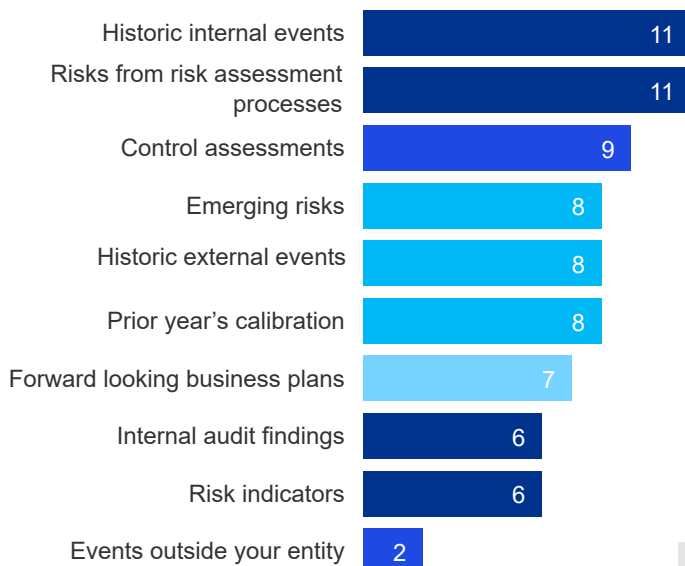 Historic internal events 11
Risks from risk assessment
processes 11
Control assessments 9
Emerging risks 8
Historic external events 8
Prior year’s calibration 8
Forward looking business plans 7
Internal audit findings 6
Risk indicators 6
Events outside your entity 2